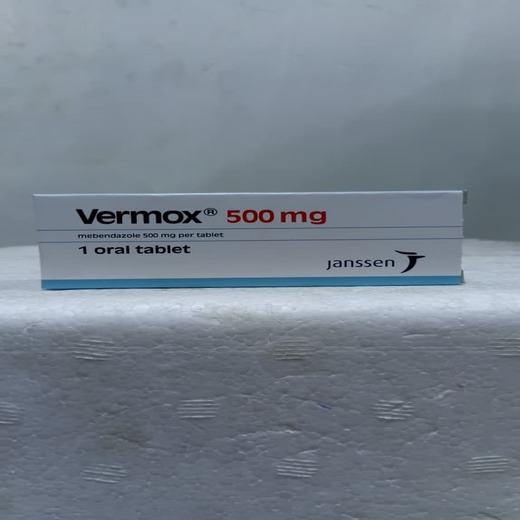 Vermox® 500 mg
mebendazole 500 mg per tablet
1 oral tablet
janssen